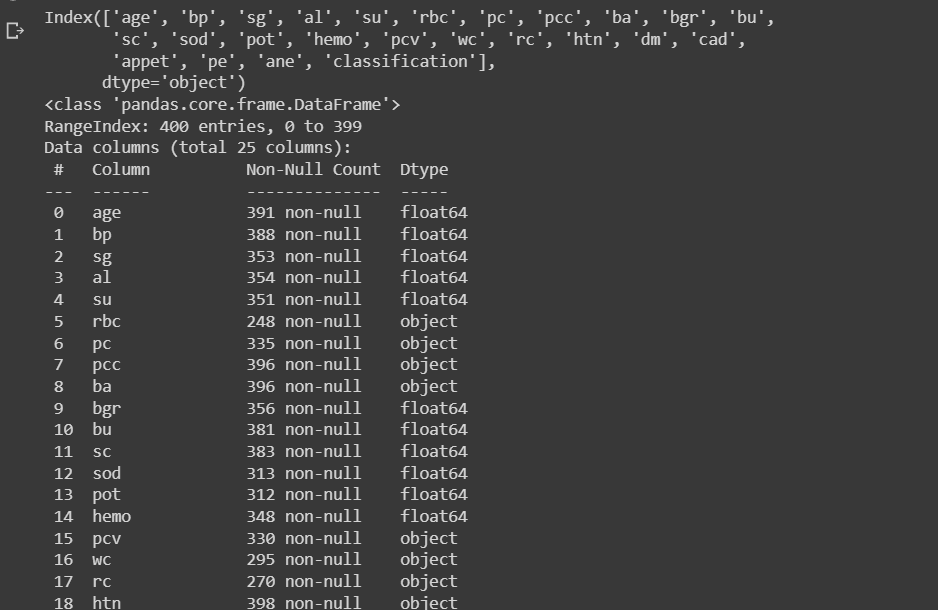 Index(['age', 'bp', 'sg', 'al', 'su', 'rbc', 'pc', 'pcc', 'ba', 'bgr', 'bu',
       'sc', 'sod', 'pot', 'hemo', 'pcv', 'wc', 'rc', 'htn', 'dm', 'cad',
       'appet', 'pe', 'ane', 'classification'],
      dtype='object')
<class 'pandas.core.frame.DataFrame'>
RangeIndex: 400 entries, 0 to 399
Data columns (total 25 columns):
 #   Column          Non-Null Count  Dtype
---  ------          --------------  -----
 0   age             391 non-null    float64
 1   bp              388 non-null    float64
 2   sg              353 non-null    float64
 3   al              354 non-null    float64
 4   su              351 non-null    float64
 5   rbc             248 non-null    object
 6   pc              335 non-null    object
 7   pcc             396 non-null    object
 8   ba              396 non-null    object
 9   bgr             356 non-null    float64
 10  bu              381 non-null    float64
 11  sc              383 non-null    float64
 12  sod             313 non-null    float64
 13  pot             312 non-null    float64
 14  hemo            348 non-null    float64
 15  pcv             330 non-null    object
 16  wc              295 non-null    object
 17  rc              270 non-null    object
 18  htn             398 non-null    object